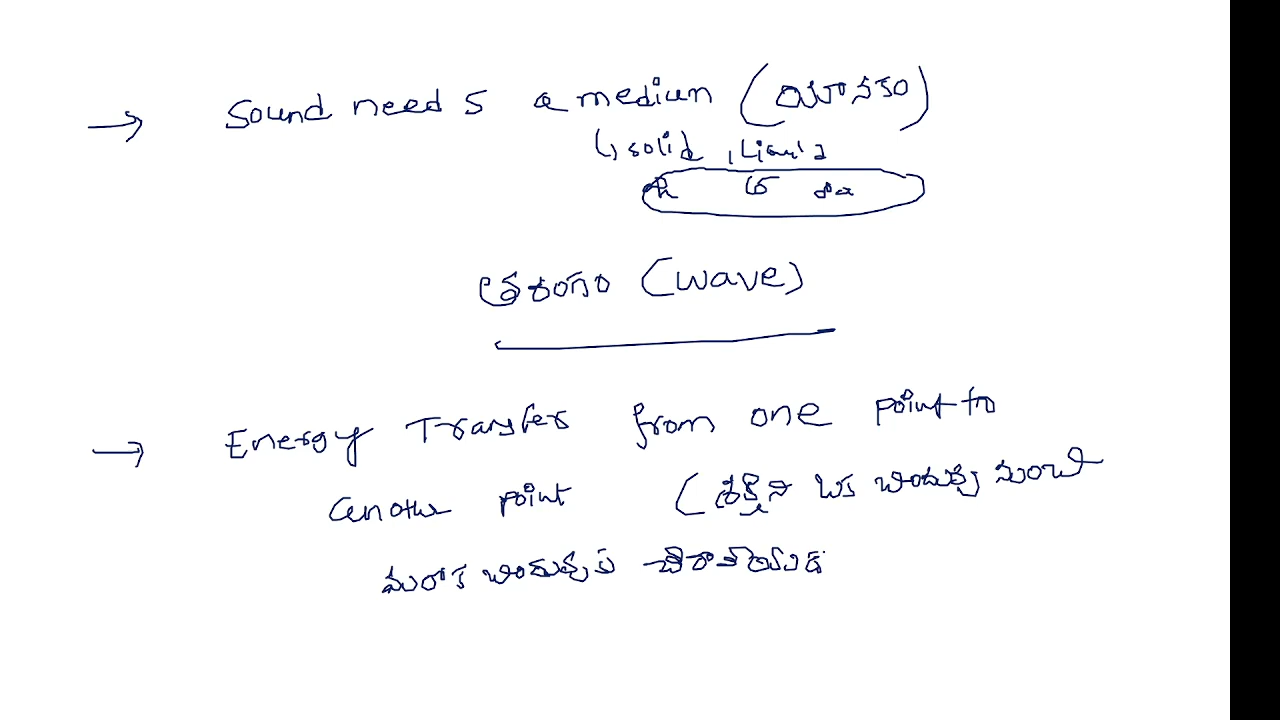 → Sound needs a medium (యానకం)
↳ solid, Liquid
త
తరంగం (wave)
→ Energy Transfer from one point to
another point (శక్తిని ఒక బిందువు నుంచి
మరొక బిందువుకు చేరవేయుడ